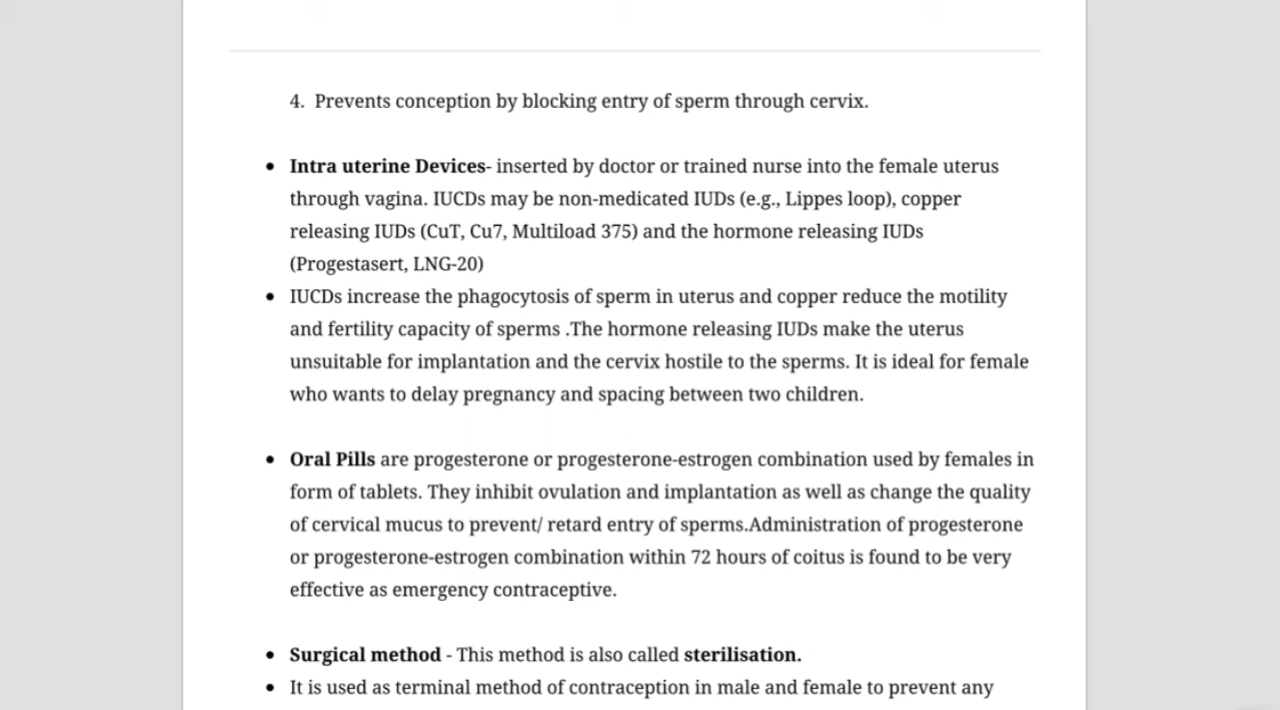 4. Prevents conception by blocking entry of sperm through cervix.
• Intra uterine Devices- inserted by doctor or trained nurse into the female uterus
through vagina. IUCDs may be non-medicated IUDs (e.g., Lippes loop), copper
releasing IUDs (CuT, Cu7, Multiload 375) and the hormone releasing IUDs
(Progestasert, LNG-20)
• IUCDs increase the phagocytosis of sperm in uterus and copper reduce the motility
and fertility capacity of sperms .The hormone releasing IUDs make the uterus
unsuitable for implantation and the cervix hostile to the sperms. It is ideal for female
who wants to delay pregnancy and spacing between two children.
• Oral Pills are progesterone or progesterone-estrogen combination used by females in
form of tablets. They inhibit ovulation and implantation as well as change the quality
of cervical mucus to prevent/ retard entry of sperms.Administration of progesterone
or progesterone-estrogen combination within 72 hours of coitus is found to be very
effective as emergency contraceptive.
• Surgical method - This method is also called sterilisation.
• It is used as terminal method of contraception in male and female to prevent any